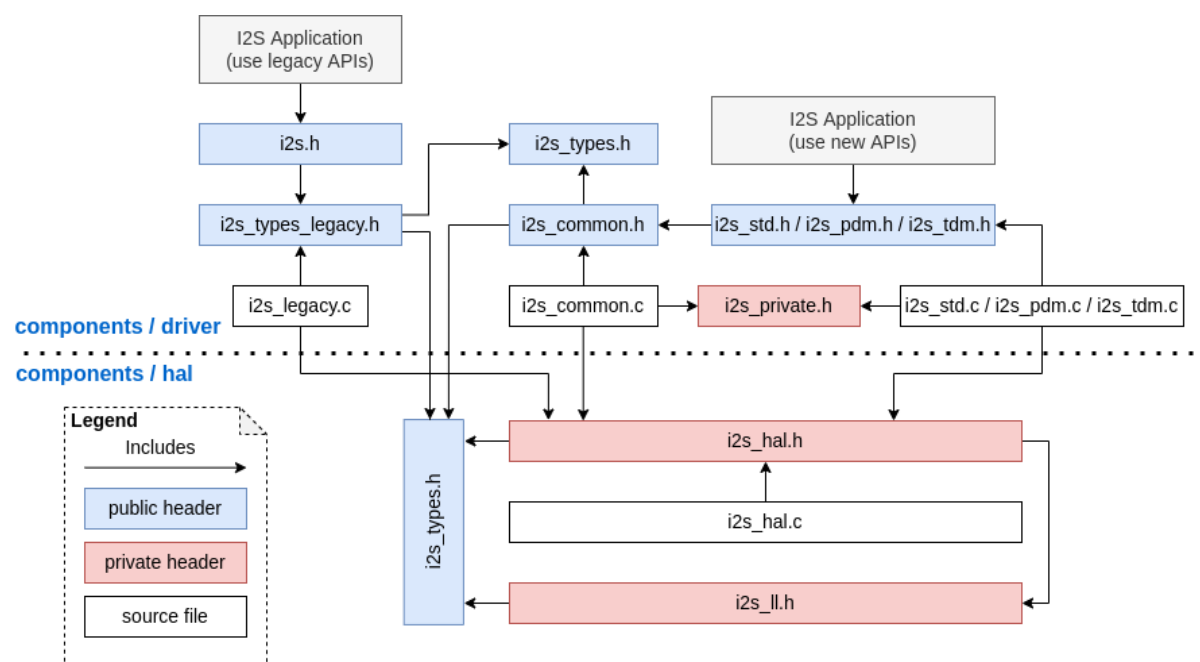 I2S Application
(use legacy APIs)
I2S Application
(use new APIs)
i2s.h
i2s_types.h
i2s_types_legacy.h
i2s_common.h
i2s_std.h / i2s_pdm.h / i2s_tdm.h
i2s_legacy.c
i2s_common.c
i2s_private.h
i2s_std.c / i2s_pdm.c / i2s_tdm.c
components / driver
components / hal
Legend
Includes
public header
private header
source file
i2s_types.h
i2s_hal.h
i2s_hal.c
i2s_ll.h